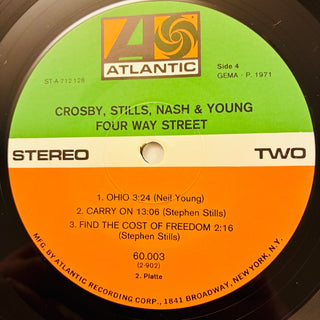 ATLANTIC
ST-A-712128
Side 4
GEMA - P. 1971
CROSBY, STILLS, NASH & YOUNG
FOUR WAY STREET
STEREO
TWO
1. OHIO 3:24 (Neil Young)
2. CARRY ON 13:06 (Stephen Stills)
3. FIND THE COST OF FREEDOM 2:16
(Stephen Stills)
60.003
(2-902)
2. Platte
MFG. BY ATLANTIC RECORDING CORP., 1841 BROADWAY, NEW YORK, N.Y.